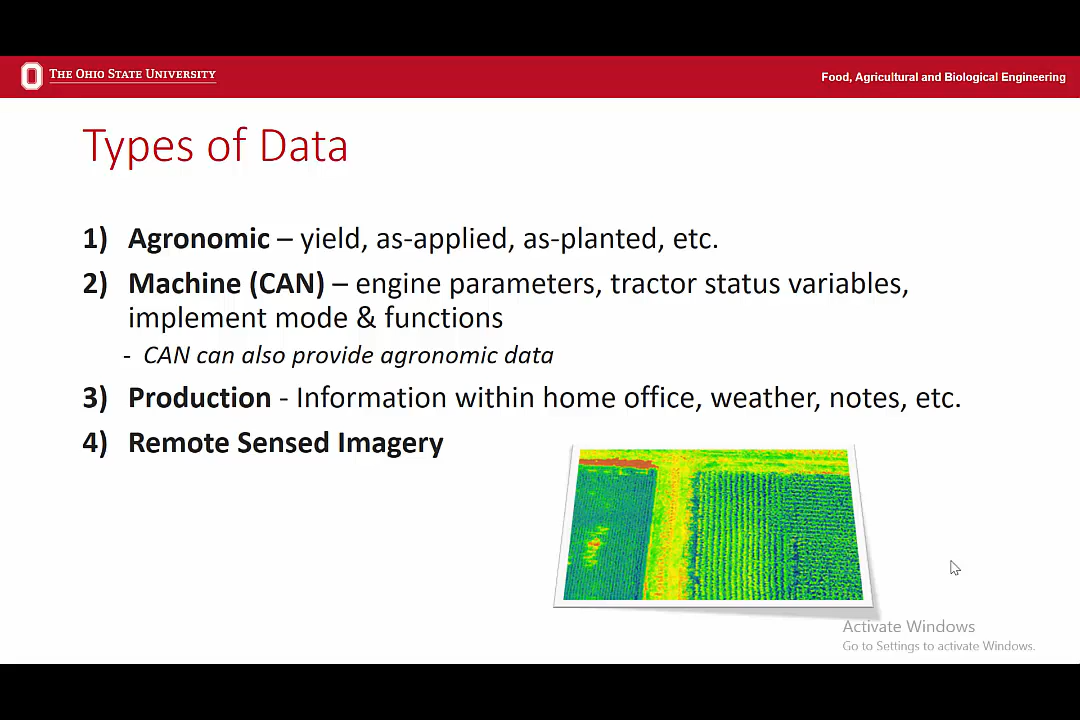 THE OHIO STATE UNIVERSITY
Food, Agricultural and Biological Engineering
Types of Data
1) Agronomic – yield, as-applied, as-planted, etc.
2) Machine (CAN) – engine parameters, tractor status variables,
implement mode & functions
- CAN can also provide agronomic data
3) Production - Information within home office, weather, notes, etc.
4) Remote Sensed Imagery
Activate Windows
Go to Settings to activate Windows.